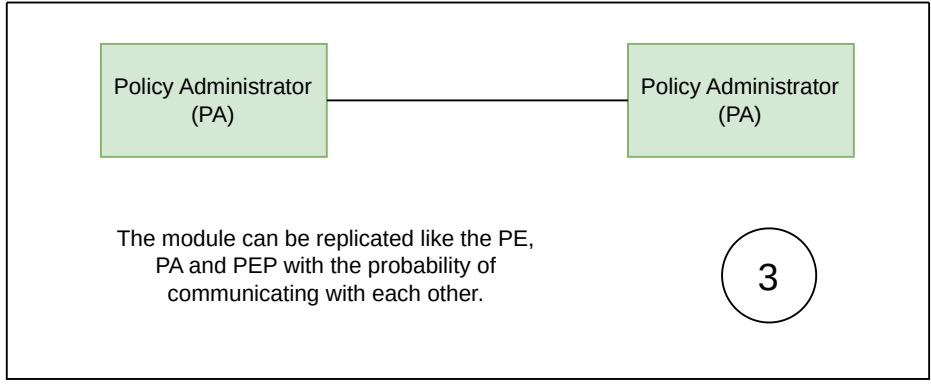 Policy Administrator
(PA)
Policy Administrator
(PA)
The module can be replicated like the PE,
PA and PEP with the probability of
communicating with each other.
3